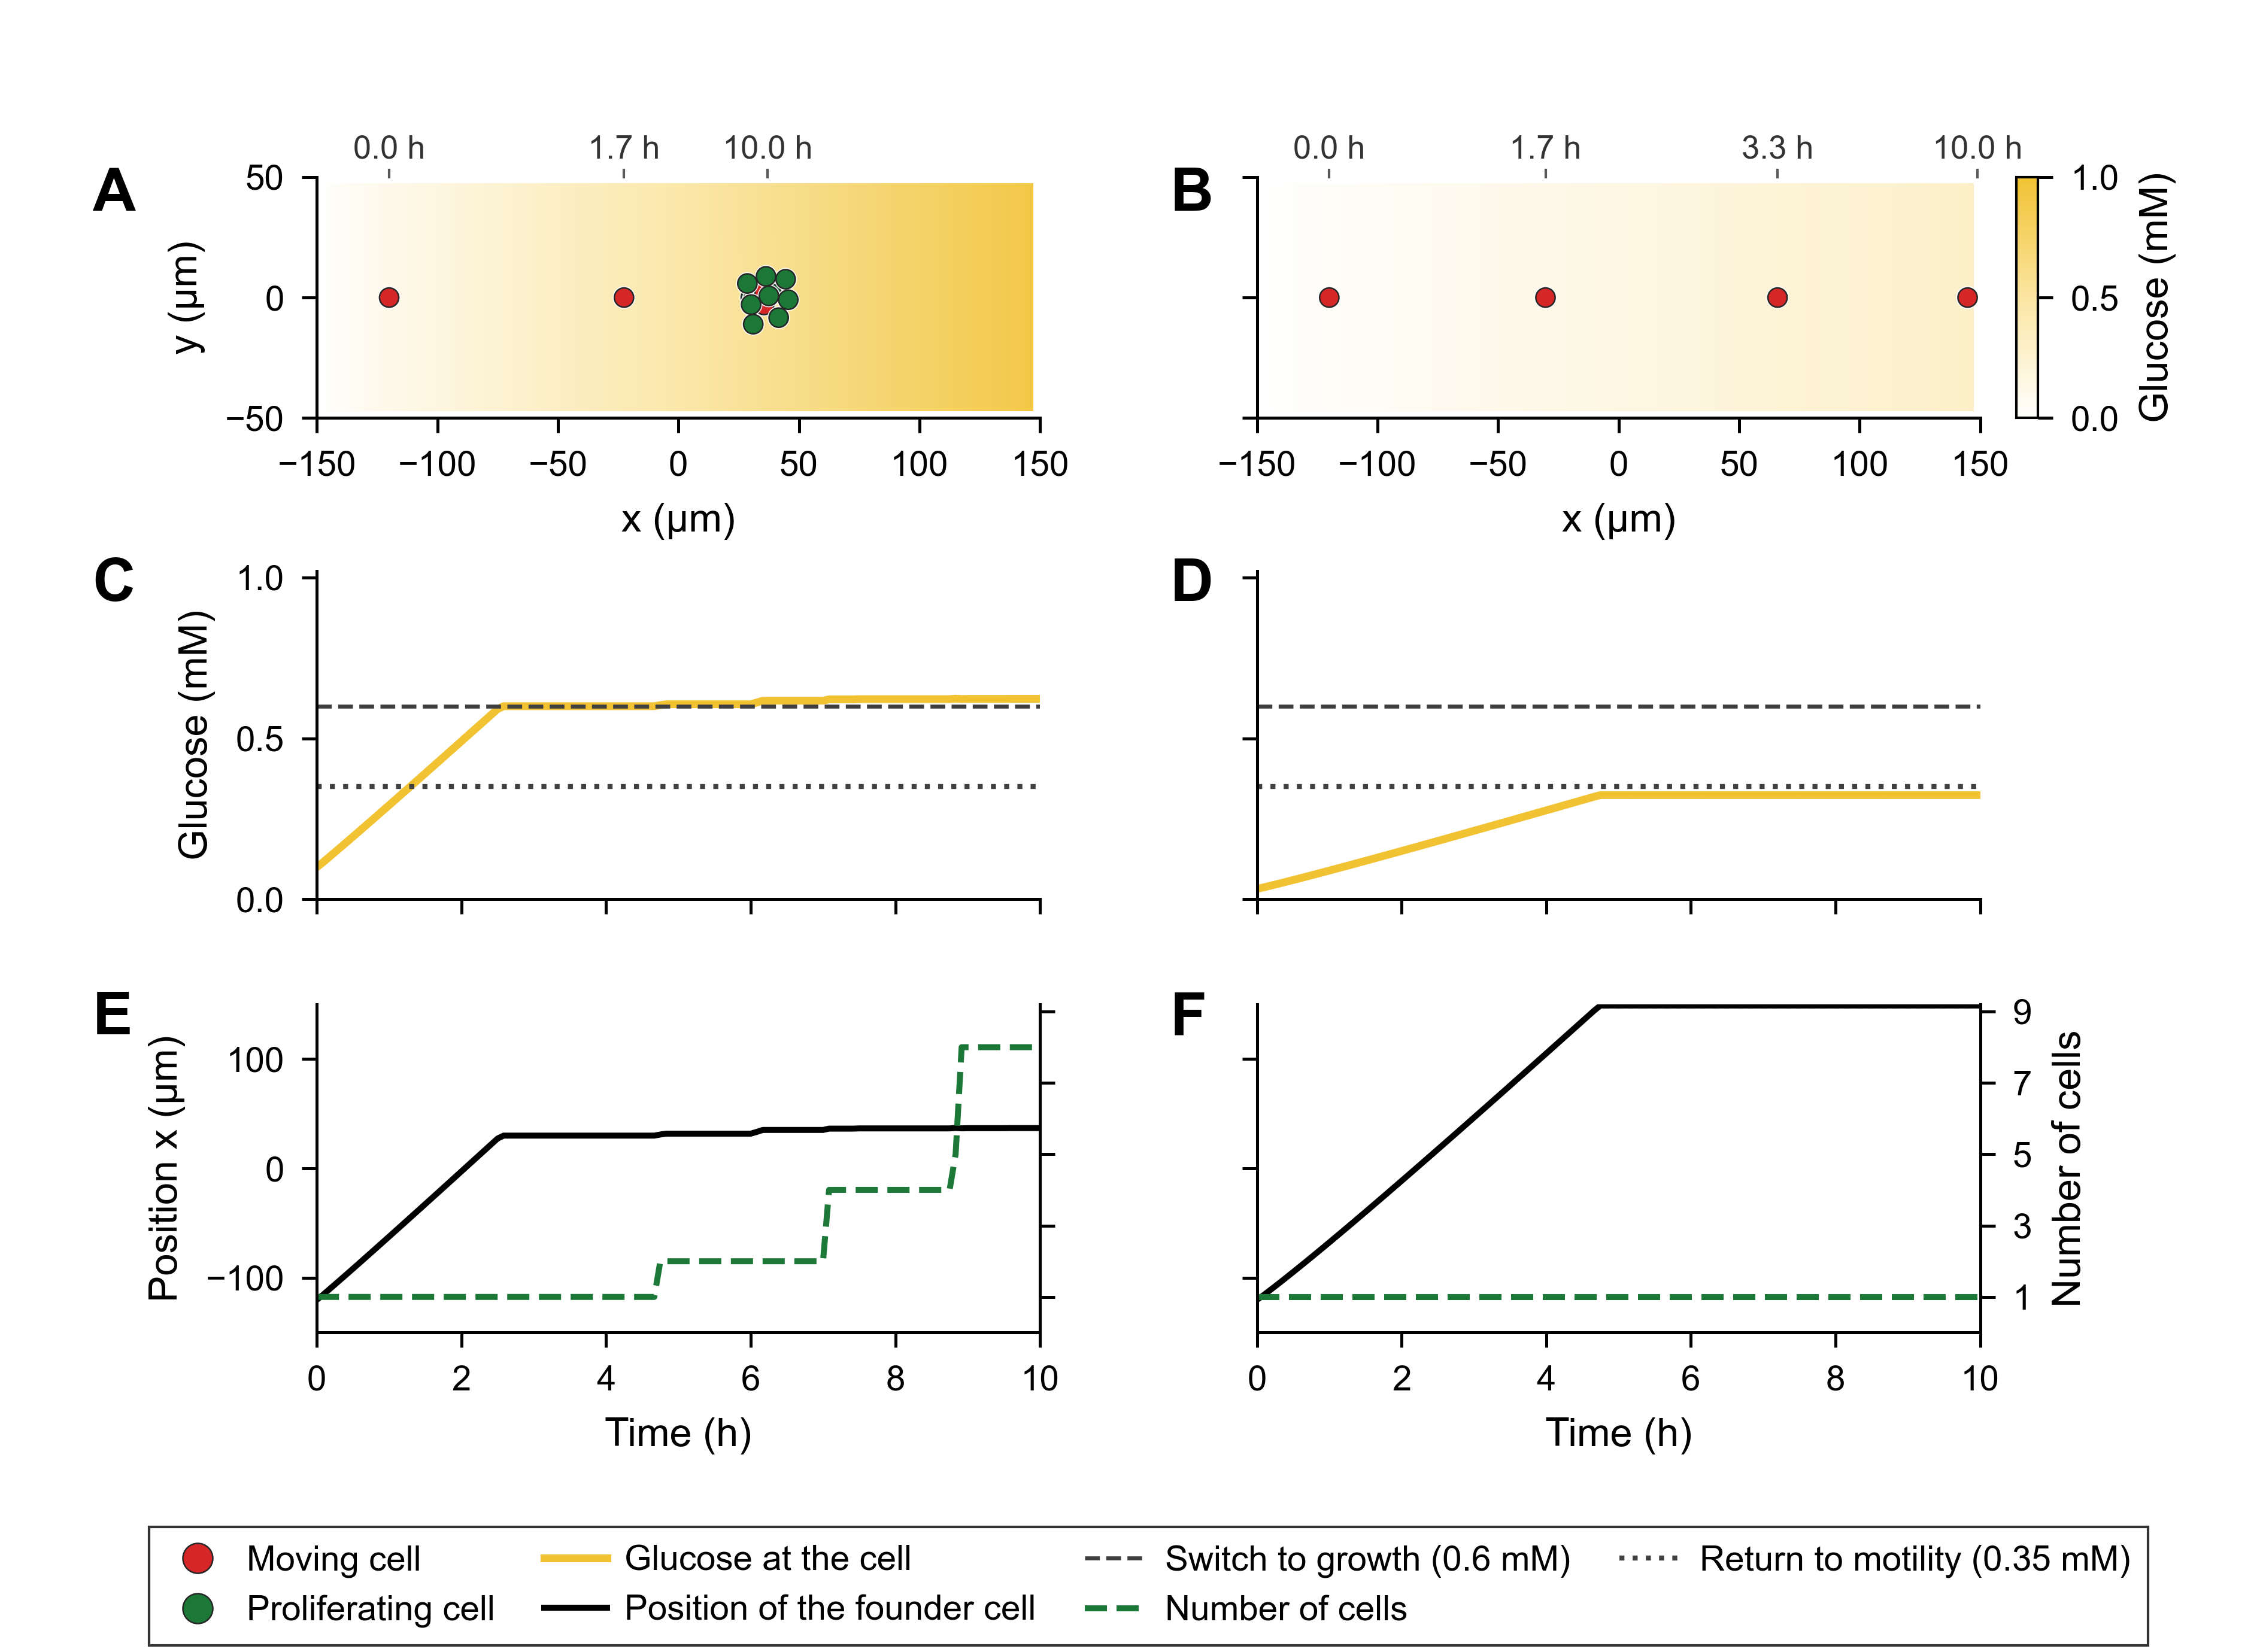 0.0 h 1.7 h 10.0 h
A
50
0
−50
y (µm)
−150 −100 −50 0 50 100 150
x (µm)
0.0 h 1.7 h 3.3 h 10.0 h
B
−150 −100 −50 0 50 100 150
x (µm)
1.0
0.5
0.0
Glucose (mM)
C
1.0
0.5
0.0
Glucose (mM)
D
E
100
0
−100
Position x (µm)
0 2 4 6 8 10
Time (h)
F
9
7
5
3
1
Number of cells
0 2 4 6 8 10
Time (h)
Moving cell Glucose at the cell Switch to growth (0.6 mM) Return to motility (0.35 mM)
Proliferating cell Position of the founder cell Number of cells